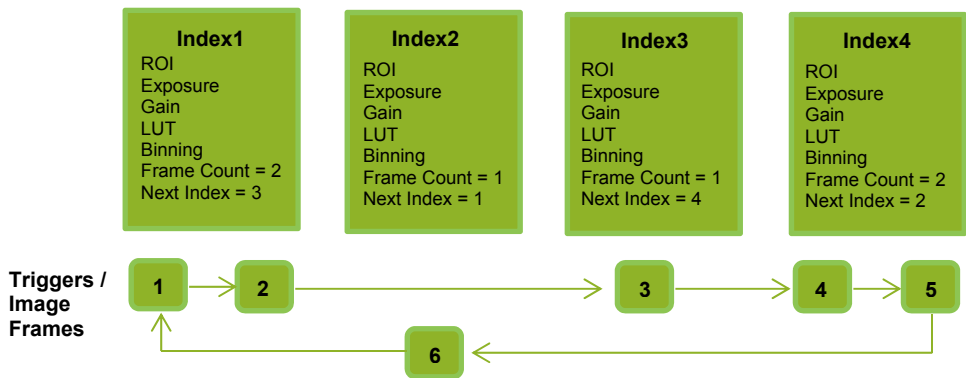 Index1
ROI
Exposure
Gain
LUT
Binning
Frame Count = 2
Next Index = 3
Index2
ROI
Exposure
Gain
LUT
Binning
Frame Count = 1
Next Index = 1
Index3
ROI
Exposure
Gain
LUT
Binning
Frame Count = 1
Next Index = 4
Index4
ROI
Exposure
Gain
LUT
Binning
Frame Count = 2
Next Index = 2
Triggers /
Image
Frames
1
2
3
4
5
6